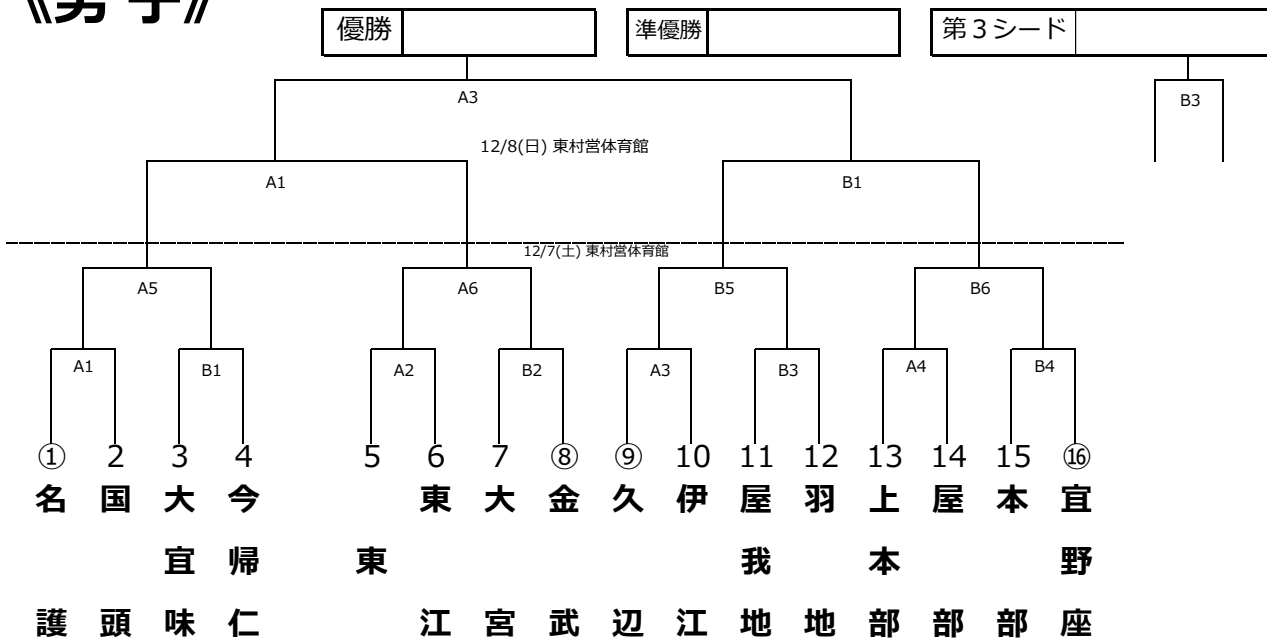 《男 子》
優勝
準優勝
第３シード
A3
B3
12/8(日) 東村営体育館
A1
B1
12/7(土) 東村営体育館
A5
A6
B5
B6
A1
B1
A2
B2
A3
B3
A4
B4
① 2 3 4 5 6 7 ⑧ ⑨ 10 11 12 13 14 15 ⑯
名護
国頭
大宜味
今帰仁
東
東江
大宮
金武
久辺
伊江
屋我地
羽地
上本部
屋部
本部
宜野座